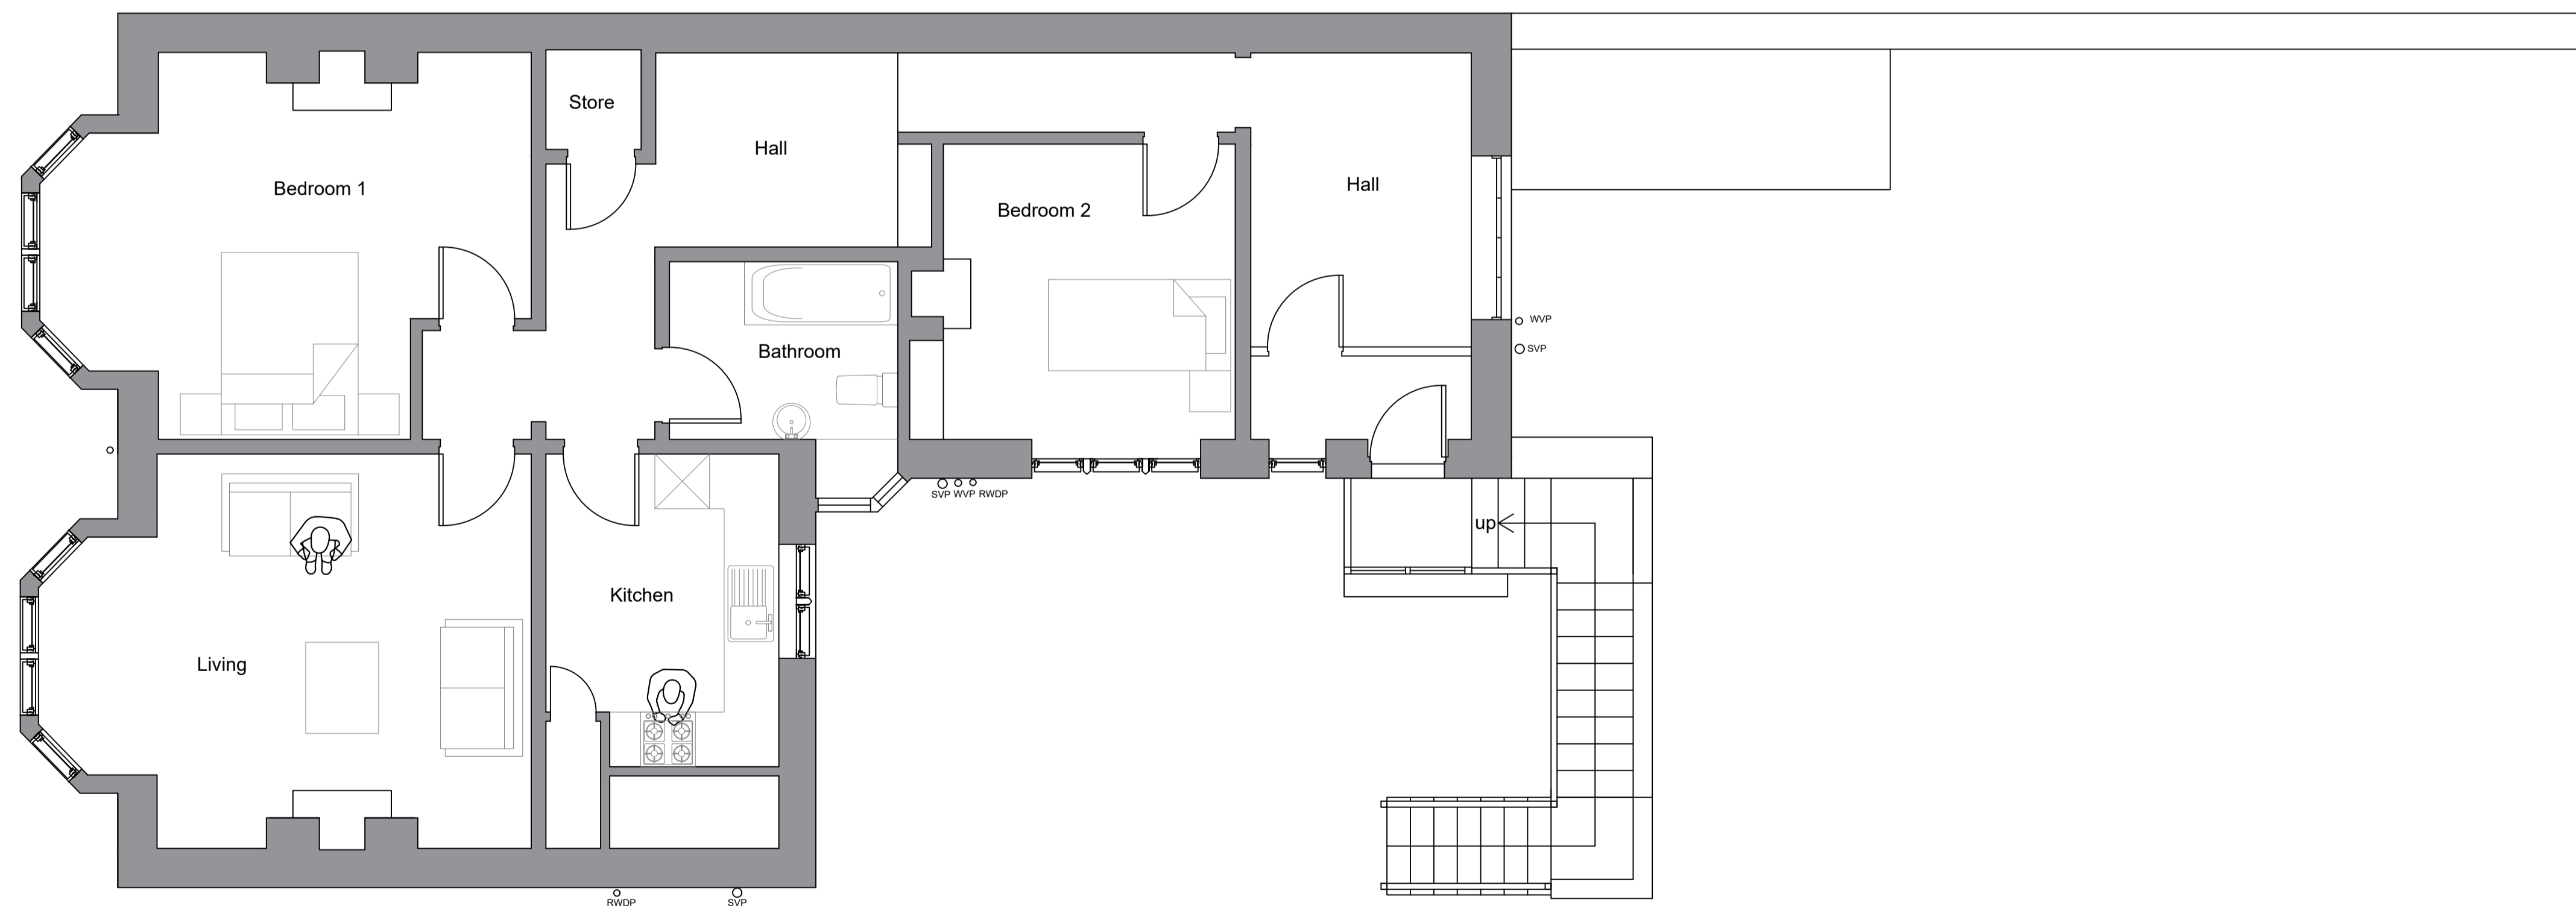 Store
Hall
Bedroom 1
Hall
Bedroom 2
WVP
SVP
Bathroom
SVP WVP RWDP
up
Kitchen
Living
RWDP
SVP